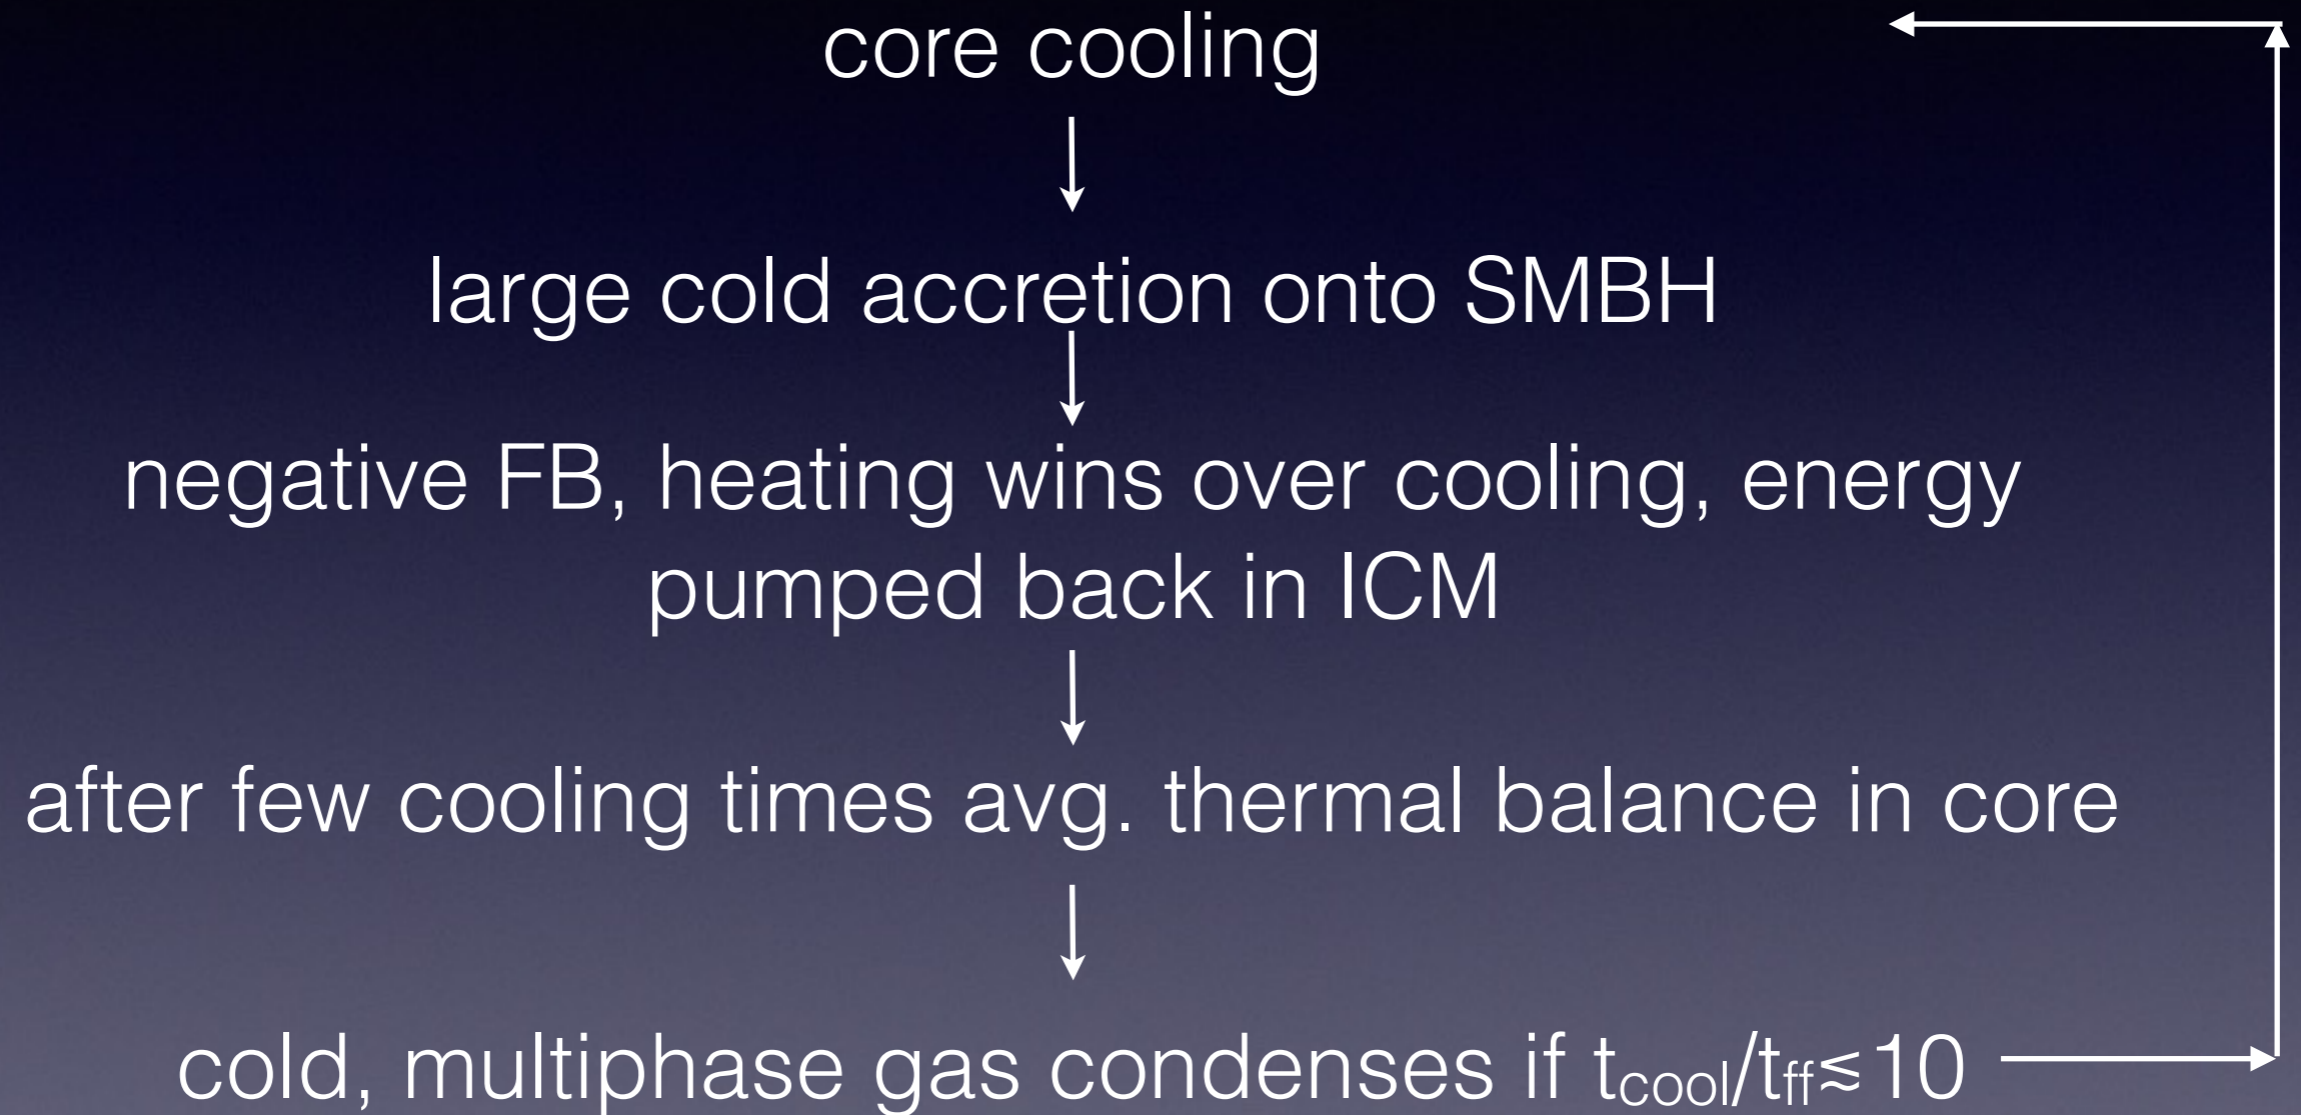 core cooling
large cold accretion onto SMBH
negative FB, heating wins over cooling, energy
pumped back in ICM
after few cooling times avg. thermal balance in core
cold, multiphase gas condenses if tcool/tff≲10